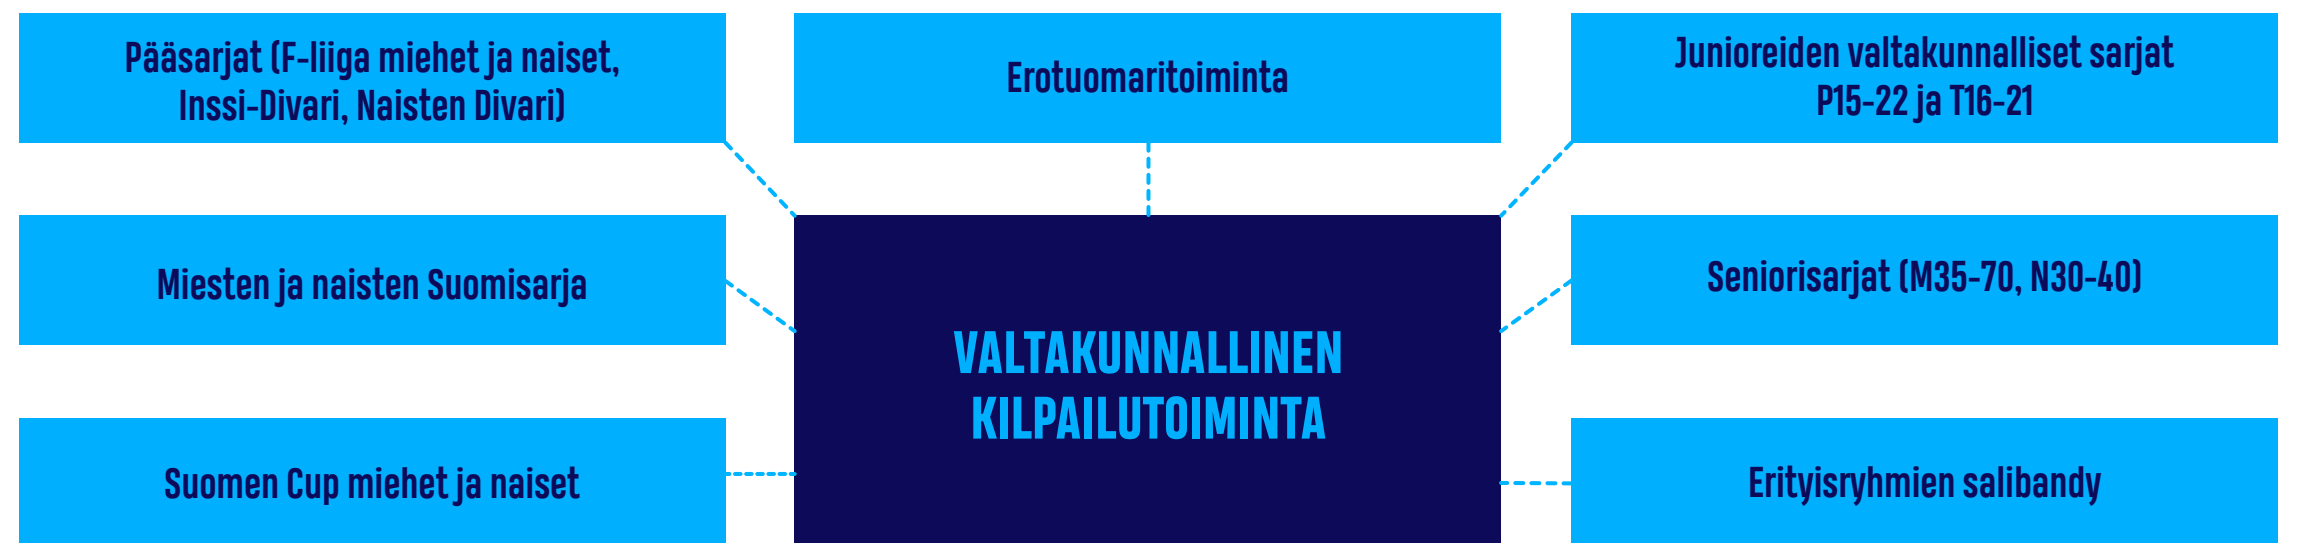 Pääsarjat (F-liiga miehet ja naiset,
Inssi-Divari, Naisten Divari)
Erotuomaritoiminta
Junioreiden valtakunnalliset sarjat
P15-22 ja T16-21
Miesten ja naisten Suomisarja
VALTAKUNNALLINEN
KILPAILUTOIMINTA
Seniorisarjat (M35-70, N30-40)
Suomen Cup miehet ja naiset
Erityisryhmien salibandy